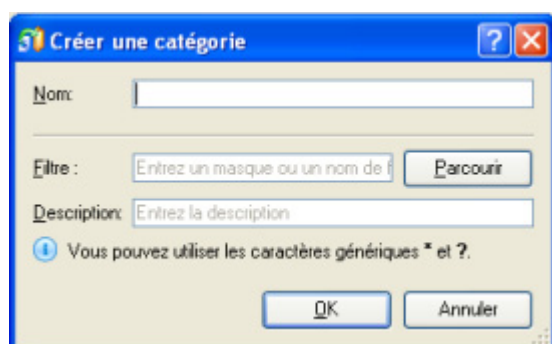 Créer une catégorie
Nom:
Filtre : Entrez un masque ou un nom de f Parcourir
Description: Entrez la description
Vous pouvez utiliser les caractères génériques * et ?.
OK Annuler